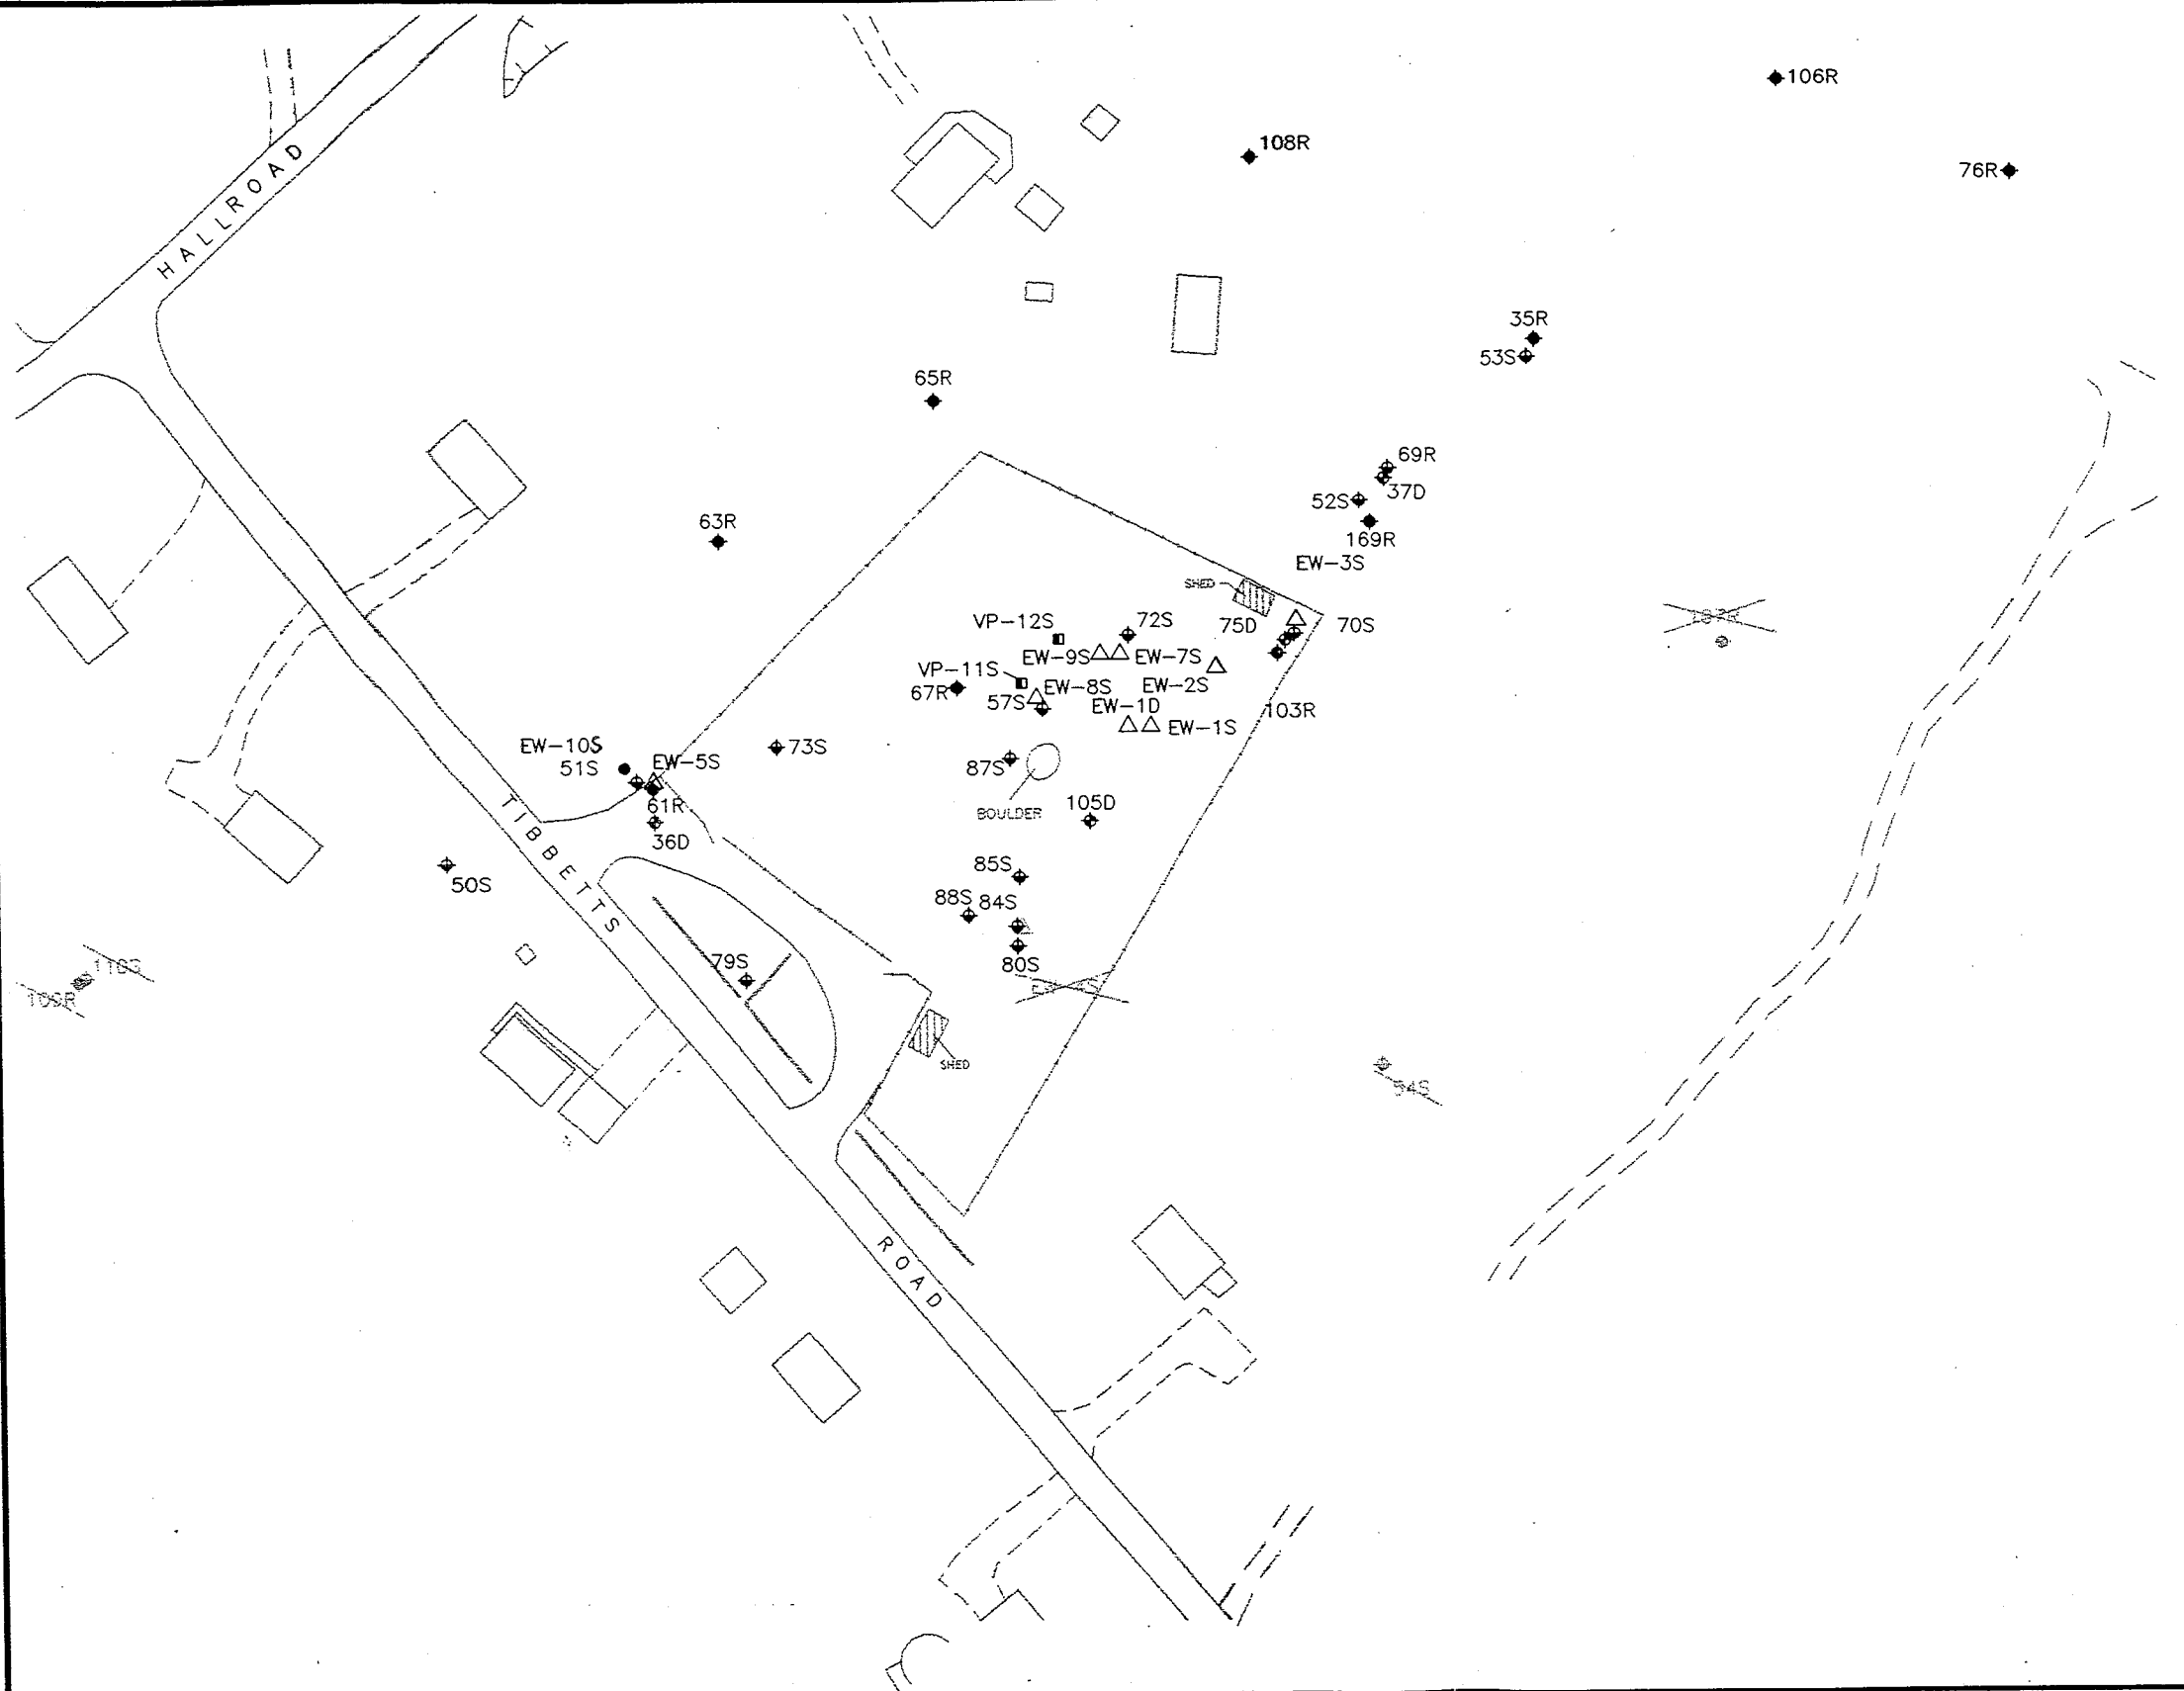 106R
108R
76R
HALLROAD
35R
53S
65R
69R
37D
52S
63R
169R
EW-3S
SHED
VP-12S
72S
75D
70S
EW-9S
EW-7S
VP-11S
67R
EW-8S
EW-2S
57S
EW-1D
103R
EW-1S
EW-10S
73S
51S
EW-5S
87S
61R
BOULDER
105D
36D
TIBBETTS
85S
50S
88S
84S
79S
80S
SHED
ROAD